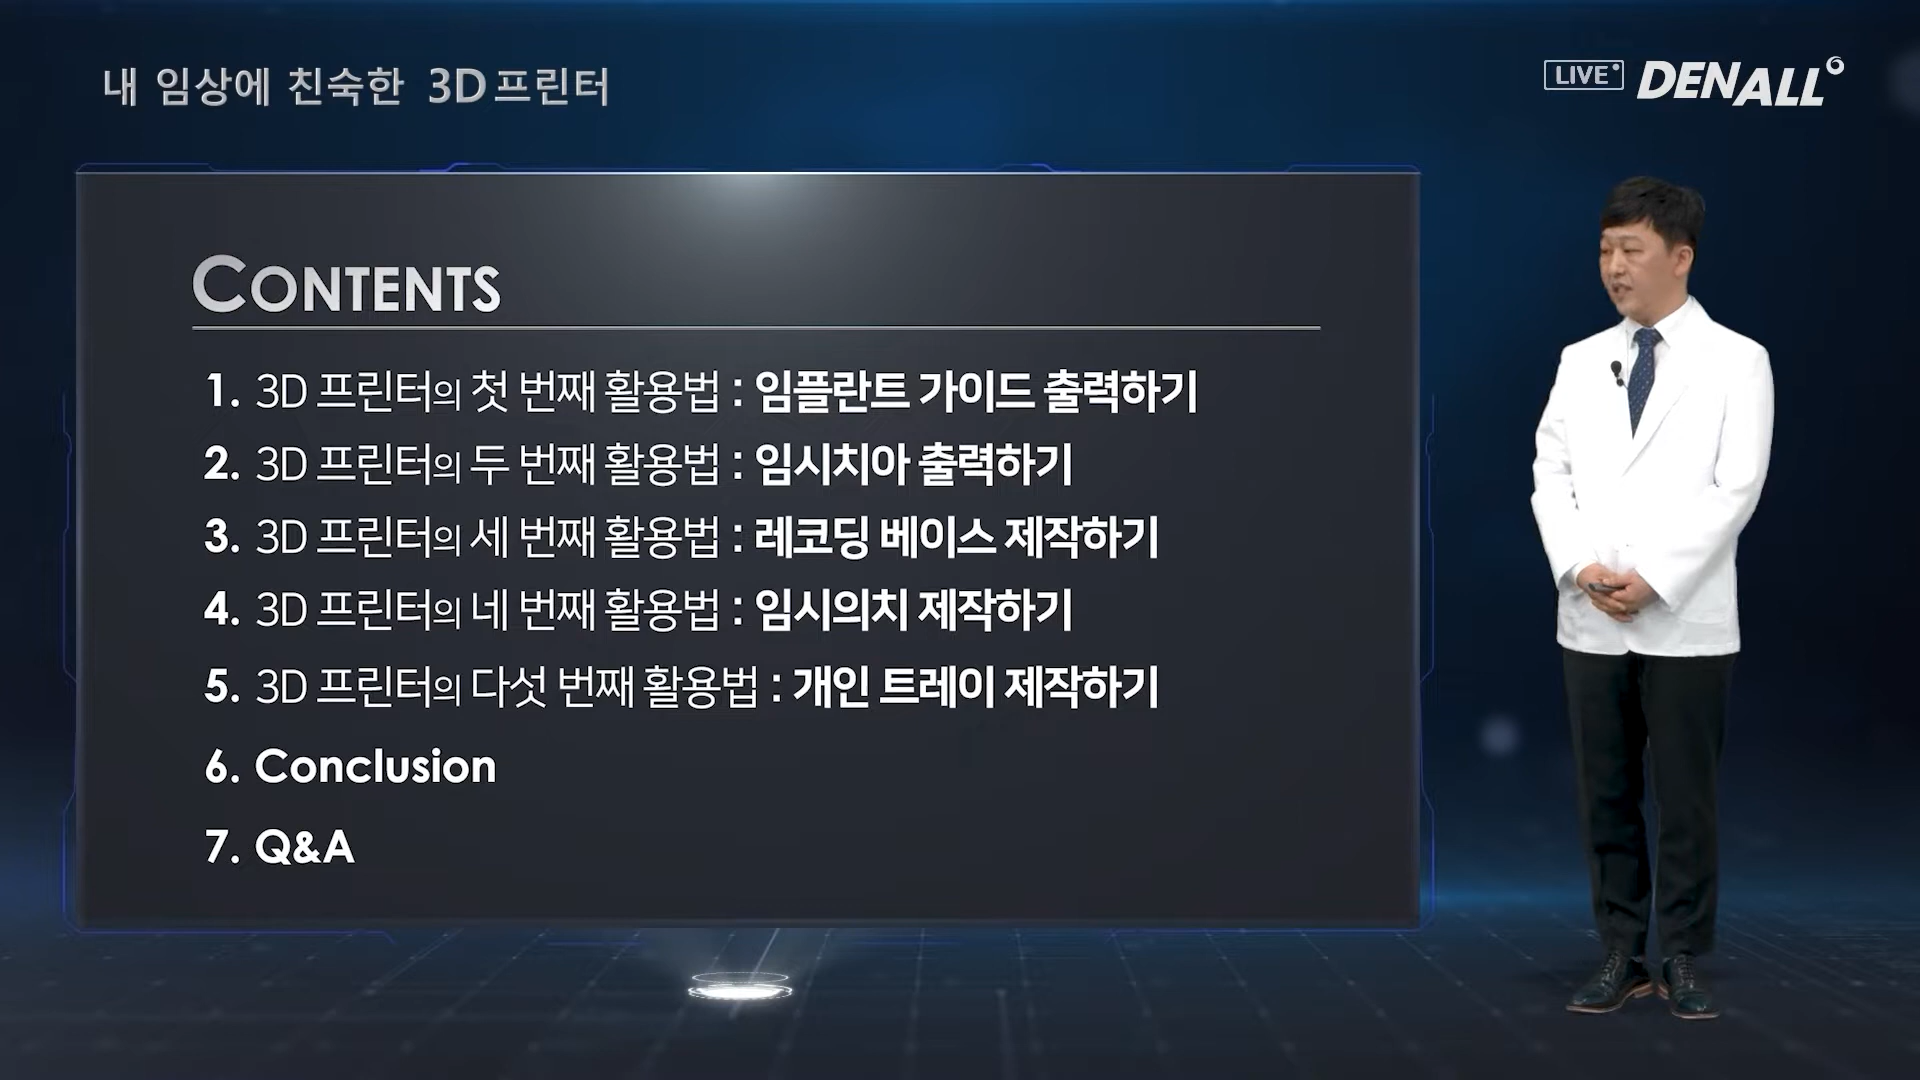 내 임상에 친숙한 3D 프린터
LIVE DENALL
CONTENTS
1. 3D 프린터의 첫 번째 활용법 : 임플란트 가이드 출력하기
2. 3D 프린터의 두 번째 활용법 : 임시치아 출력하기
3. 3D 프린터의 세 번째 활용법 : 레코딩 베이스 제작하기
4. 3D 프린터의 네 번째 활용법 : 임시의치 제작하기
5. 3D 프린터의 다섯 번째 활용법 : 개인 트레이 제작하기
6. Conclusion
7. Q&A